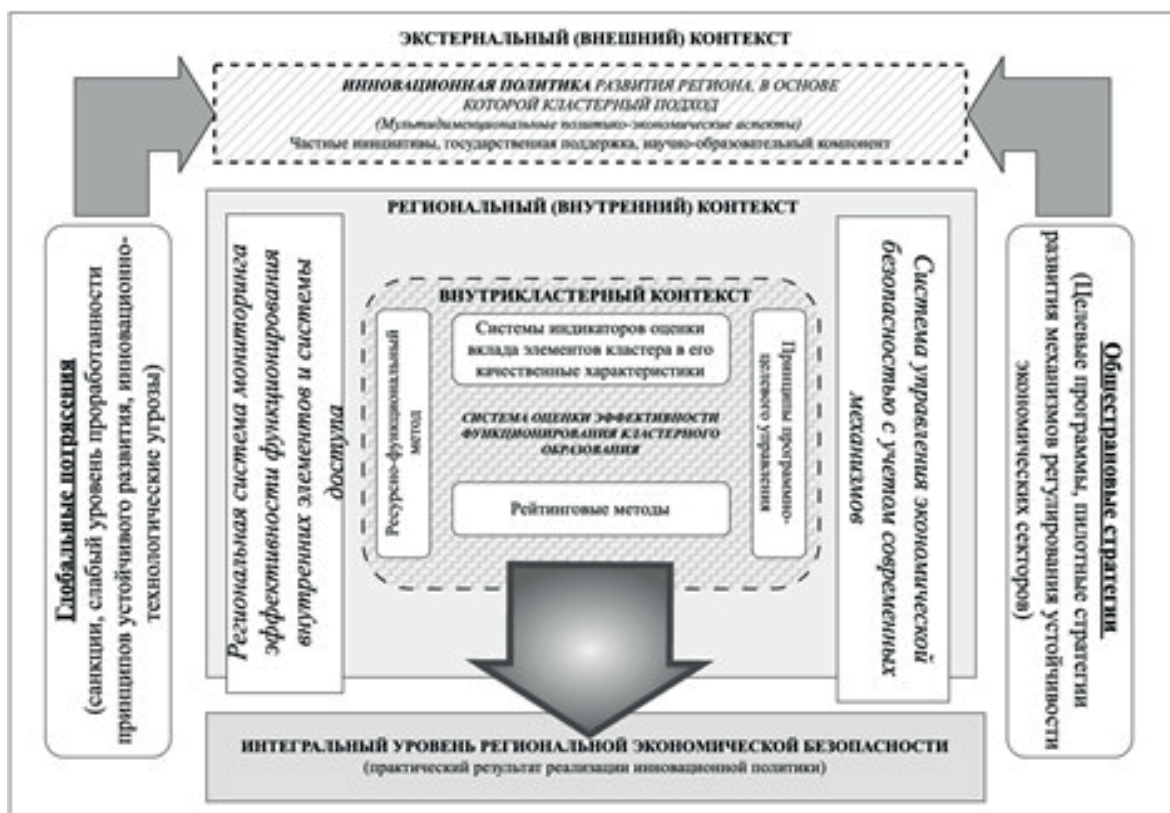 ЭКСТЕРНАЛЬНЫЙ (ВНЕШНИЙ) КОНТЕКСТ
ИННОВАЦИОННАЯ ПОЛИТИКА РАЗВИТИЯ РЕГИОНА, В ОСНОВЕ
КОТОРОЙ КЛАСТЕРНЫЙ ПОДХОД
(Мультидименциональные политико-экономические аспекты)
Частные инициативы, государственная поддержка, научно-образовательный компонент
Глобальные потрясения
(санкции, слабый уровень проработанности
принципов устойчивого развития, инновационно-
технологические угрозы)
РЕГИОНАЛЬНЫЙ (ВНУТРЕННИЙ) КОНТЕКСТ
Региональная система мониторинга
эффективности функционирования
внутренних элементов и системы
доступа
ВНУТРИКЛАСТЕРНЫЙ КОНТЕКСТ
Ресурсно-функциональный
метод
Системы индикаторов оценки
вклада элементов кластера в его
качественные характеристики
СИСТЕМА ОЦЕНКИ ЭФФЕКТИВНОСТИ
ФУНКЦИОНИРОВАНИЯ КЛАСТЕРНОГО
ОБРАЗОВАНИЯ
Рейтинговые методы
Принципы программно-
целевого управления
Система управления экономической
безопасностью с учетом современных
механизмов
Общестрановые стратегии
(Целевые программы, пилотные стратегии
развития механизмов регулирования устойчивости
экономических секторов)
ИНТЕГРАЛЬНЫЙ УРОВЕНЬ РЕГИОНАЛЬНОЙ ЭКОНОМИЧЕСКОЙ БЕЗОПАСНОСТИ
(практический результат реализации инновационной политики)